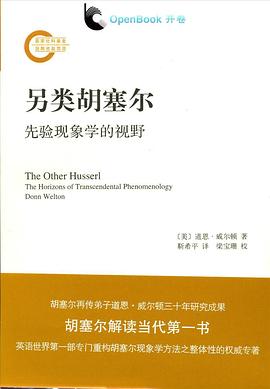 OpenBook 开卷
另类胡塞尔
先验现象学的视野
The Other Husserl
The Horizons of Transcendental Phenomenology
Donn Welton
〔美〕道恩·威尔顿 著
靳希平 译 梁宝珊 校
胡塞尔再传弟子道恩·威尔顿三十年研究成果
胡塞尔解读当代第一书
英语世界第一部专门重构胡塞尔现象学方法之整体性的权威专著